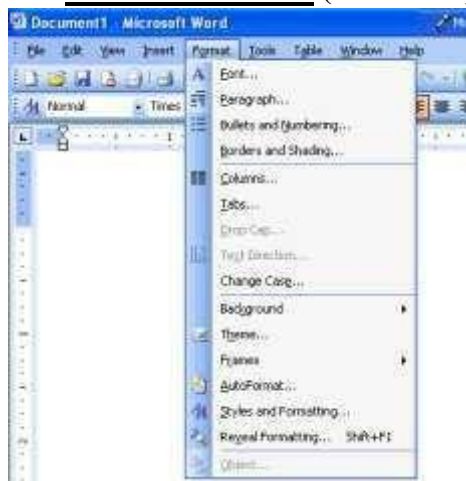 Document1 - Microsoft Word
File Edit View Insert Format Tools Table Window Help
Normal Times
Font...
Paragraph...
Bullets and Numbering...
Borders and Shading...
Columns...
Tabs...
Drop Cap...
Text Direction...
Change Case...
Background
Theme...
Frames
AutoFormat...
Styles and Formatting...
Reveal Formatting... Shift+F1
Object...